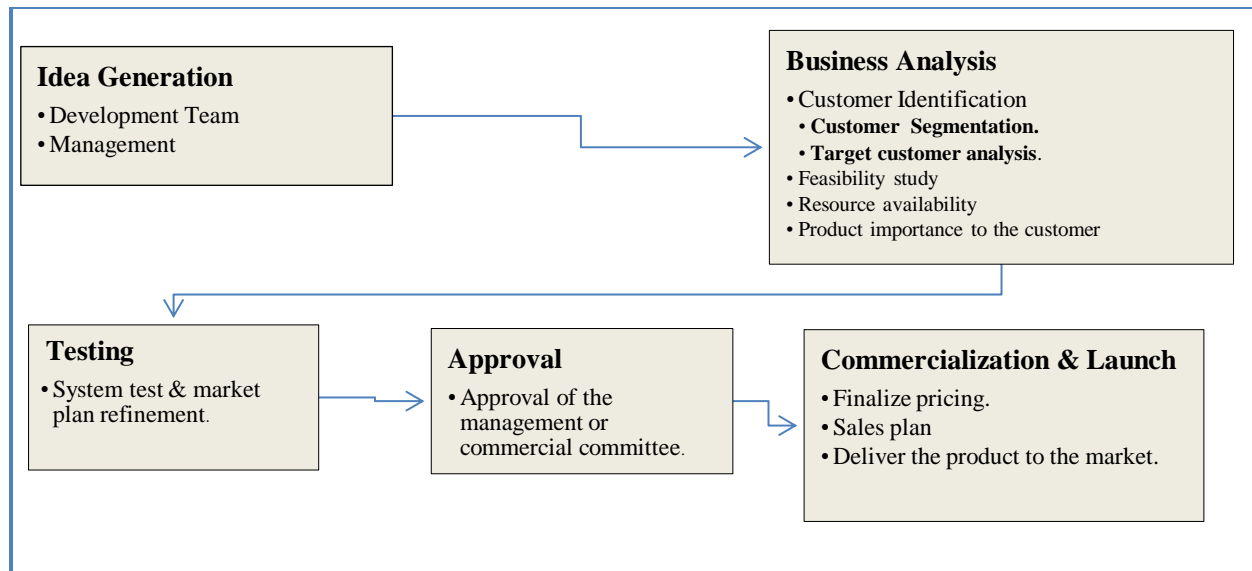 Idea Generation
• Development Team
• Management
Business Analysis
• Customer Identification
• Customer Segmentation.
• Target customer analysis.
• Feasibility study
• Resource availability
• Product importance to the customer
Testing
• System test & market
plan refinement.
Approval
• Approval of the
management or
commercial committee.
Commercialization & Launch
• Finalize pricing.
• Sales plan
• Deliver the product to the market.